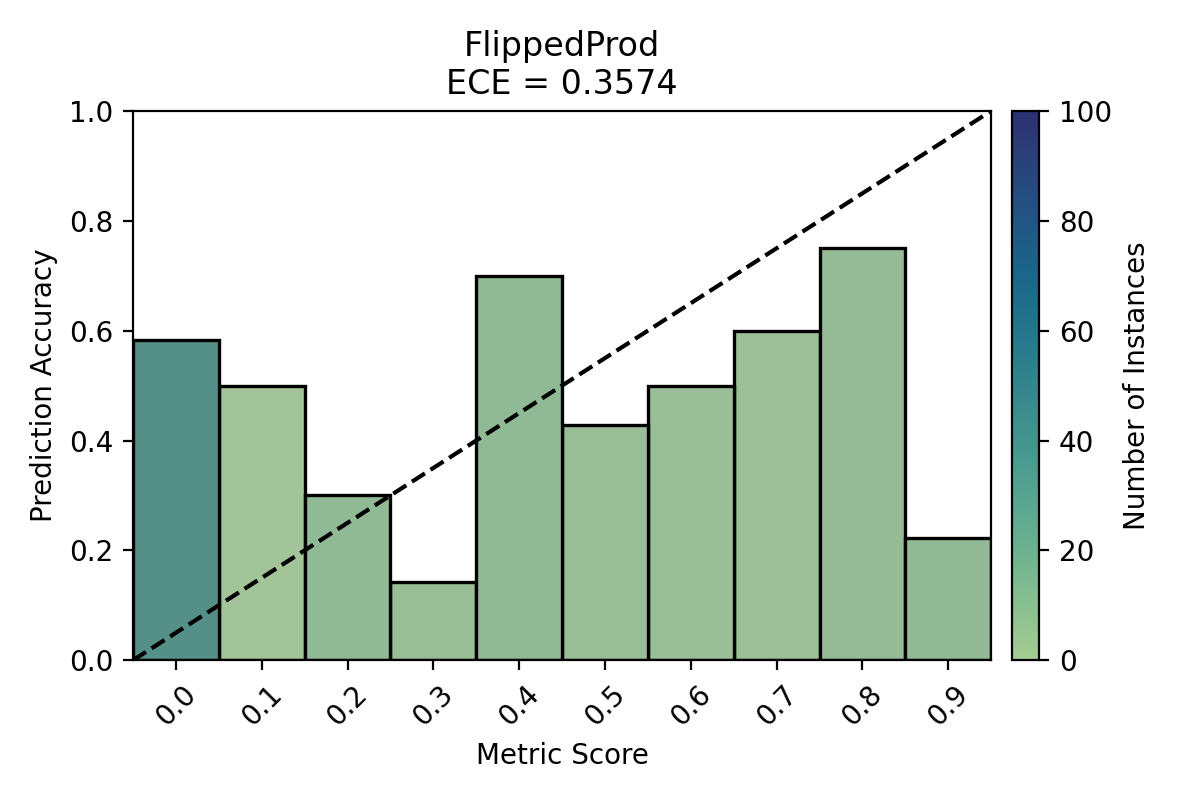 FlippedProd
ECE = 0.3574
1.0
0.8
0.6
0.4
0.2
0.0
Prediction Accuracy
0.0 0.1 0.2 0.3 0.4 0.5 0.6 0.7 0.8 0.9
Metric Score
100
80
60
40
20
0
Number of Instances